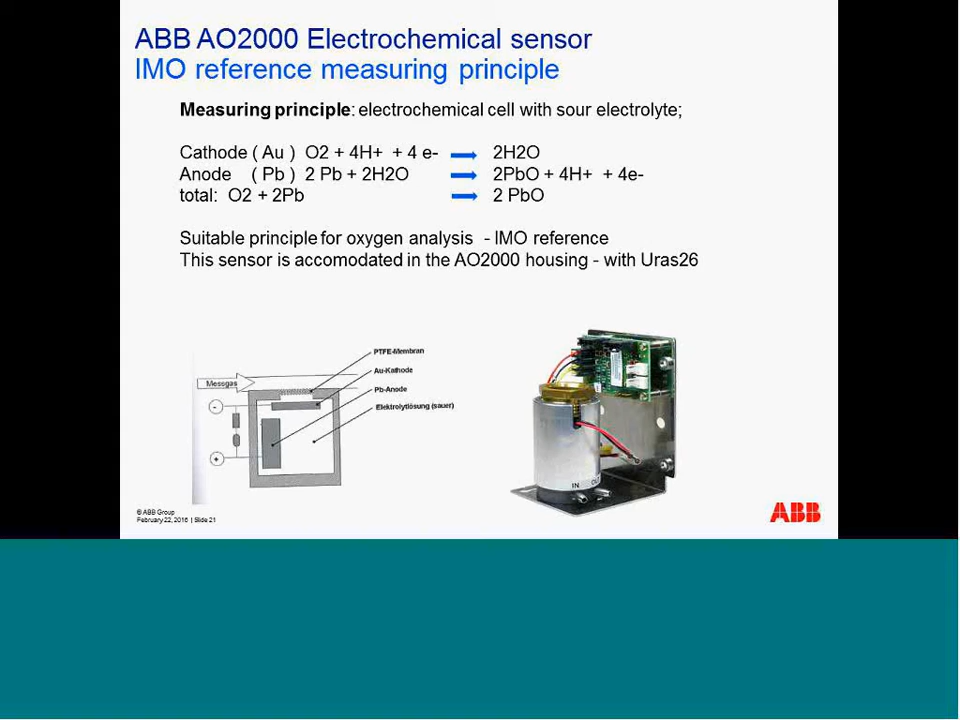 ABB AO2000 Electrochemical sensor
IMO reference measuring principle
Measuring principle: electrochemical cell with sour electrolyte;
Cathode ( Au ) O2 + 4H+ + 4 e- 2H2O
Anode ( Pb ) 2 Pb + 2H2O 2PbO + 4H+ + 4e-
total: O2 + 2Pb 2 PbO
Suitable principle for oxygen analysis - IMO reference
This sensor is accomodated in the AO2000 housing - with Uras26
PTFE-Membran
Au-Kathode
Messgas
Pb-Anode
Elektrolytlösung (sauer)
-
+
IN OUT
© ABB Group
February 22, 2016 | Slide 21
ABB